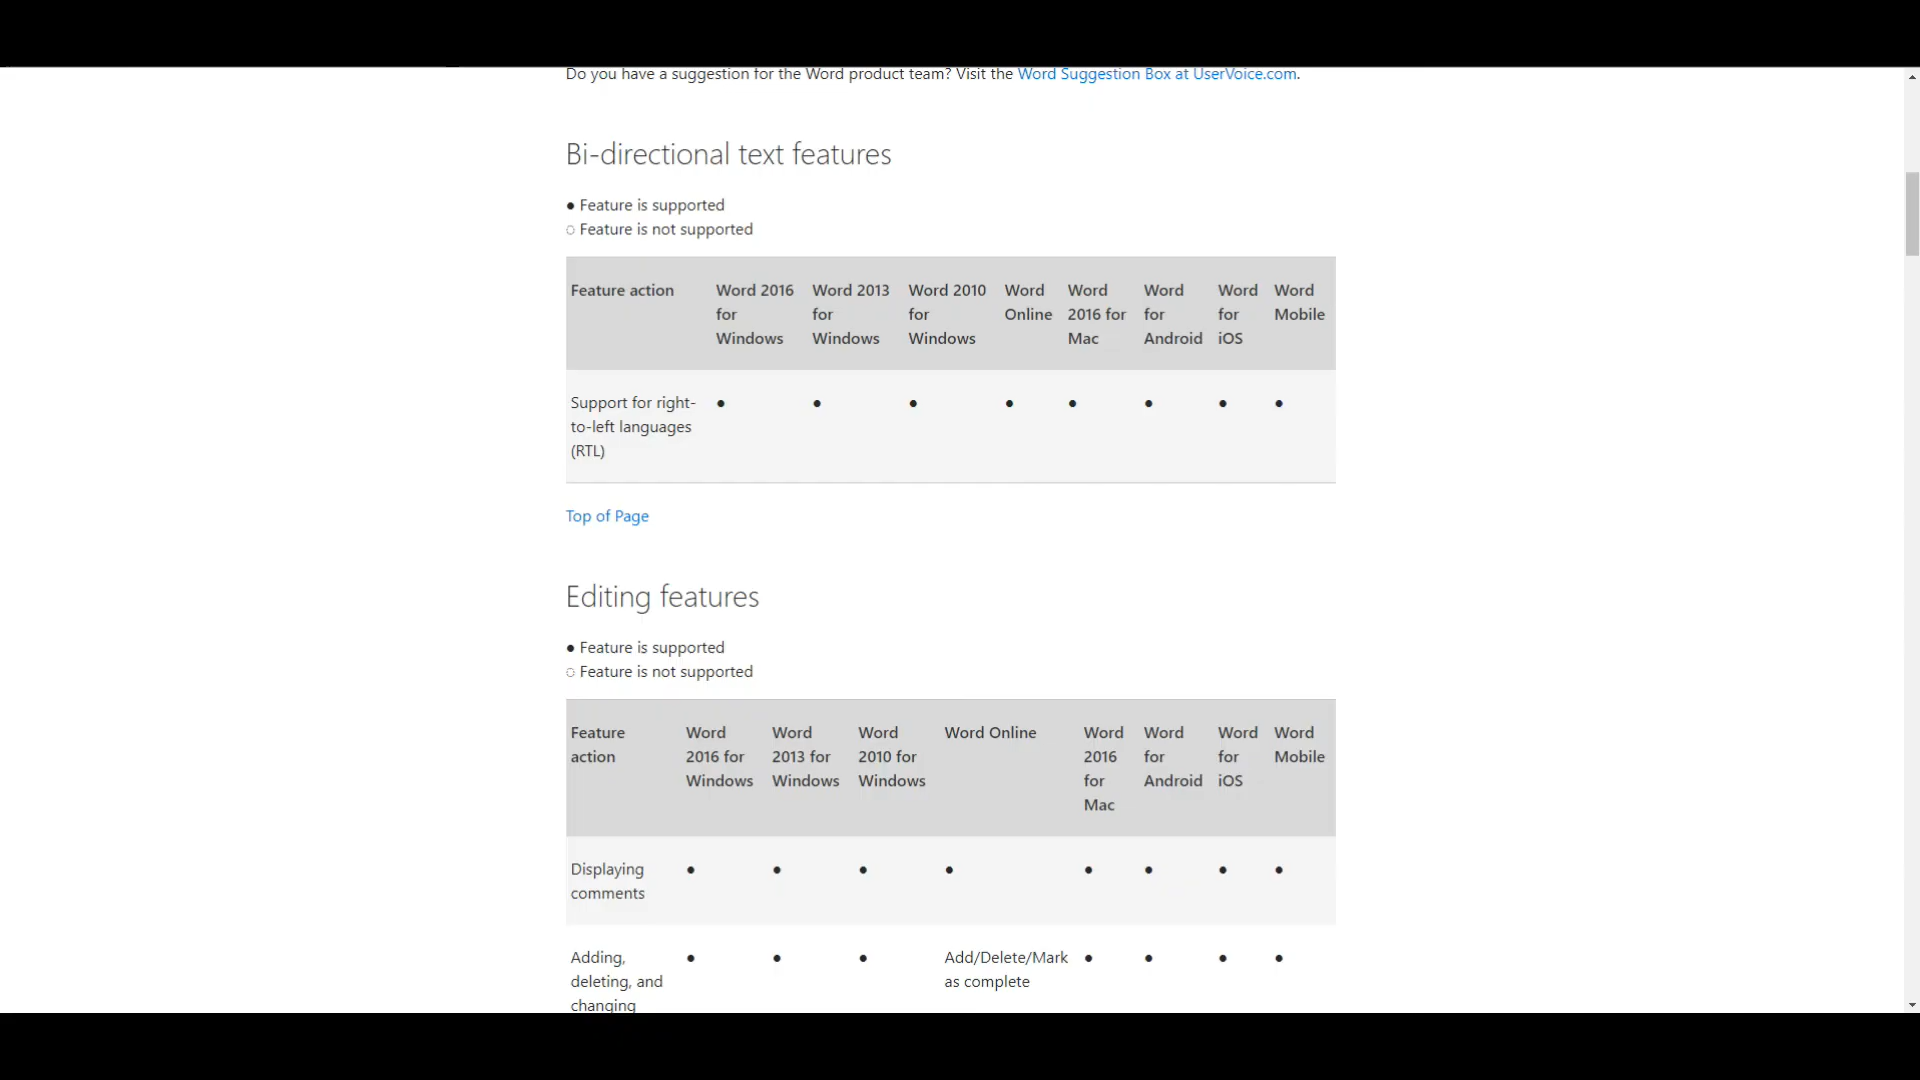 Do you have a suggestion for the Word product team? Visit the Word Suggestion Box at UserVoice.com.
Bi-directional text features
● Feature is supported
◌ Feature is not supported
Feature action Word 2016 Word 2013 Word 2010 Word Word Word Word Word
for for for Online 2016 for for for Mobile
Windows Windows Windows Mac Android iOS
Support for right- ● ● ● ● ● ● ● ●
to-left languages
(RTL)
Top of Page
Editing features
● Feature is supported
◌ Feature is not supported
Feature Word Word Word Word Online Word Word Word Word
action 2016 for 2013 for 2010 for 2016 for for Mobile
Windows Windows Windows for Android iOS
Mac
Displaying ● ● ● ● ● ● ● ●
comments
Adding, ● ● ● Add/Delete/Mark ● ● ● ●
deleting, and as complete
changing